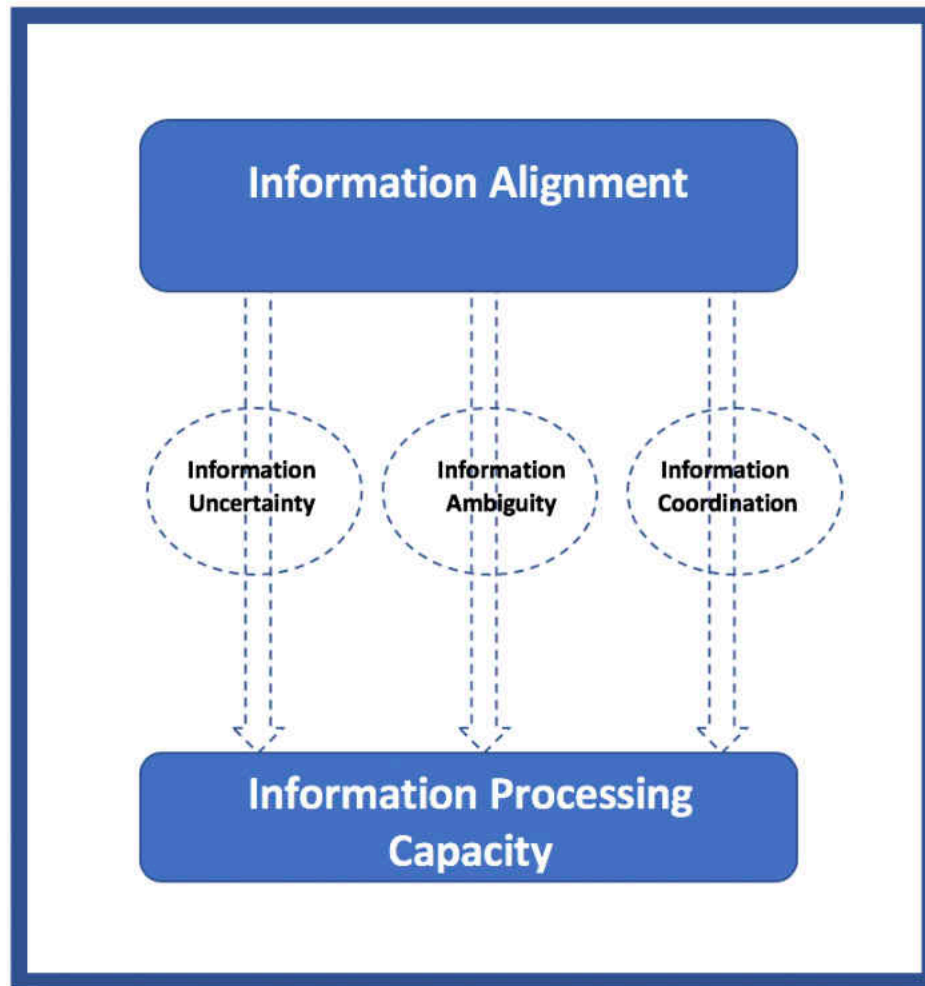 Information Alignment
Information
Uncertainty
Information
Ambiguity
Information
Coordination
Information Processing
Capacity